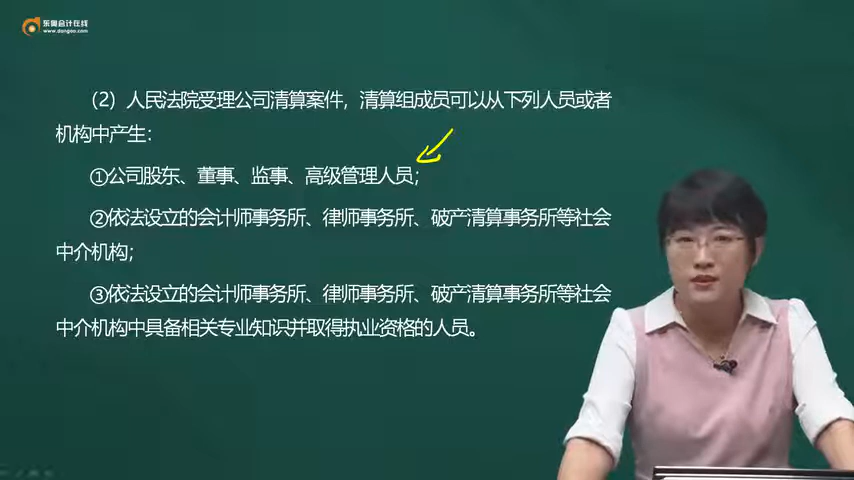 东奥会计在线
www.dongao.com
（2）人民法院受理公司清算案件，清算组成员可以从下列人员或者
机构中产生：
①公司股东、董事、监事、高级管理人员；
②依法设立的会计师事务所、律师事务所、破产清算事务所等社会
中介机构；
③依法设立的会计师事务所、律师事务所、破产清算事务所等社会
中介机构中具备相关专业知识并取得执业资格的人员。